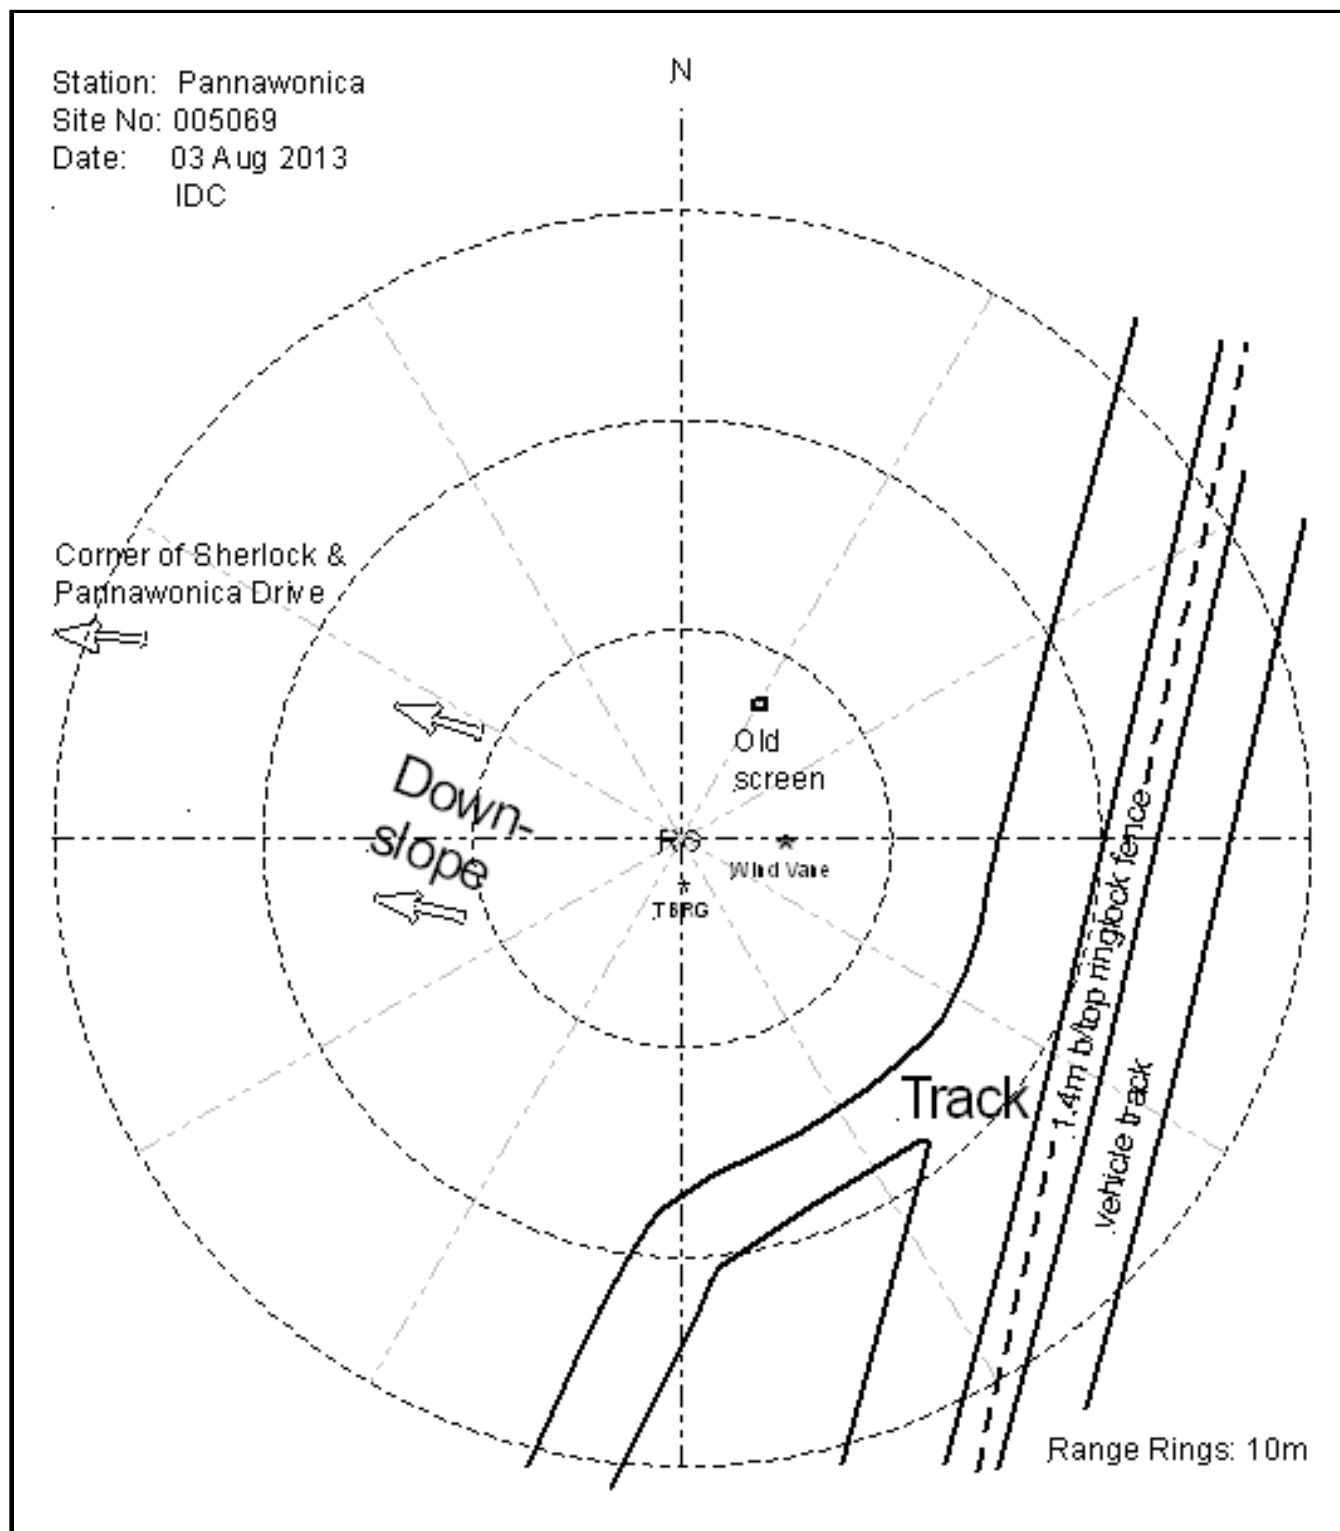 N
Station: Pannawonica
Site No: 005069
Date: 03 Aug 2013
IDC
Corner of Sherlock &
Pannawonica Drive
Old
screen
Down-
slope
Wind Vane
TBRG
Track
1.4m b/top ringlock fence
vehicle track
Range Rings: 10m